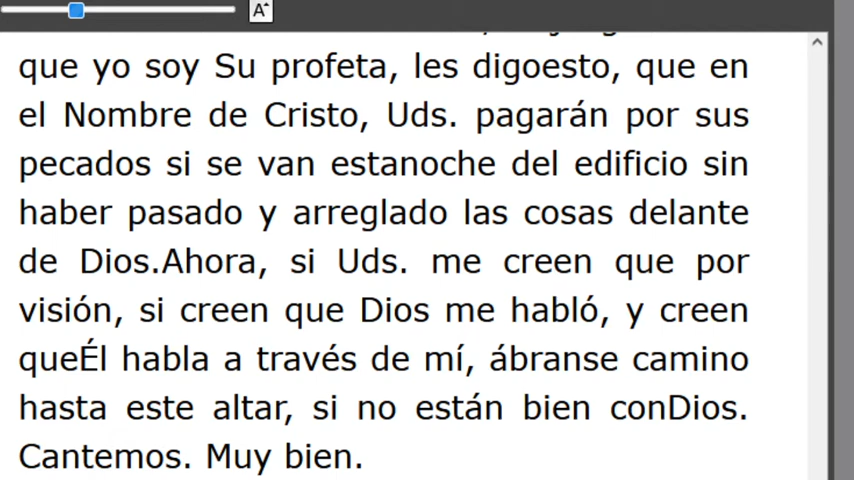 A
que yo soy Su profeta, les digoesto, que en
el Nombre de Cristo, Uds. pagarán por sus
pecados si se van estanoche del edificio sin
haber pasado y arreglado las cosas delante
de Dios.Ahora, si Uds. me creen que por
visión, si creen que Dios me habló, y creen
queÉl habla a través de mí, ábranse camino
hasta este altar, si no están bien conDios.
Cantemos. Muy bien.